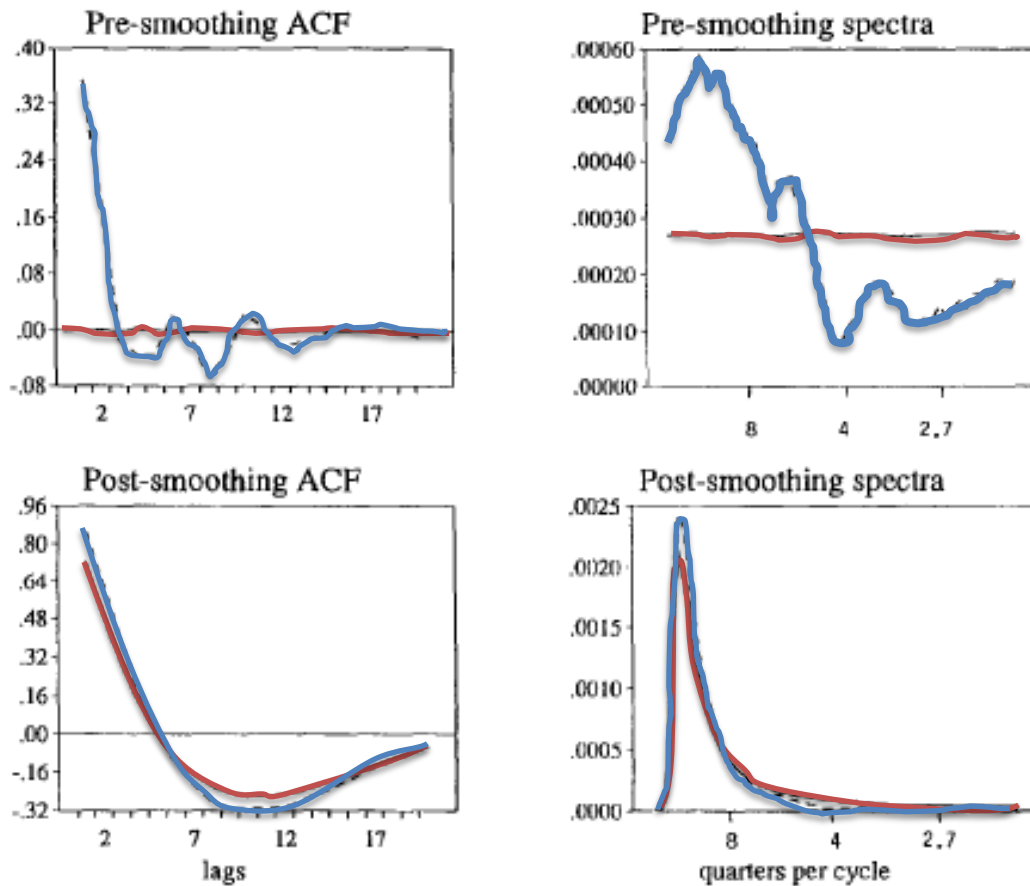 Pre-smoothing ACF
.40
.32
.24
.16
.08
.00
-.08
2 7 12 17
Pre-smoothing spectra
.00060
.00050
.00040
.00030
.00020
.00010
.00000
8 4 2.7
Post-smoothing ACF
.96
.80
.64
.48
.32
.16
.00
-.16
-.32
2 7 12 17
lags
Post-smoothing spectra
.0025
.0020
.0015
.0010
.0005
.0000
8 4 2.7
quarters per cycle